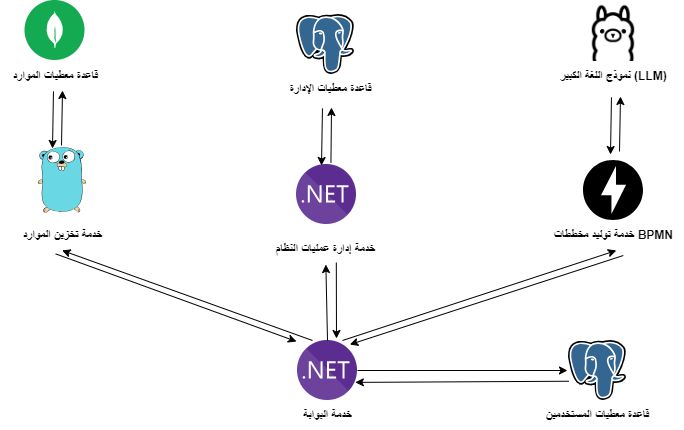 قاعدة معطيات الموارد
قاعدة معطيات الإدارة
نموذج اللغة الكبير (LLM)
.NET
خدمة تخزين الموارد
خدمة إدارة عمليات النظام
خدمة توليد مخططات BPMN
.NET
خدمة البوابة
قاعدة معطيات المستخدمين